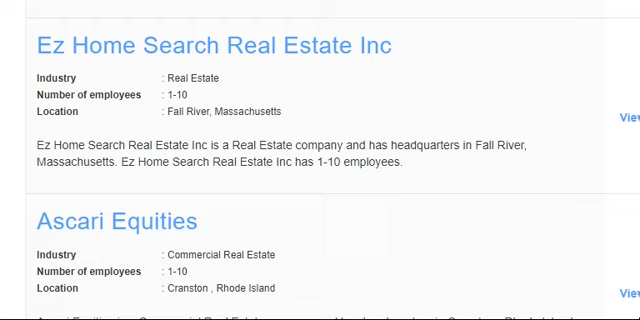 Ez Home Search Real Estate Inc
Industry : Real Estate
Number of employees : 1-10
Location : Fall River, Massachusetts
View
Ez Home Search Real Estate Inc is a Real Estate company and has headquarters in Fall River,
Massachusetts. Ez Home Search Real Estate Inc has 1-10 employees.
Ascari Equities
Industry : Commercial Real Estate
Number of employees : 1-10
Location : Cranston , Rhode Island
View